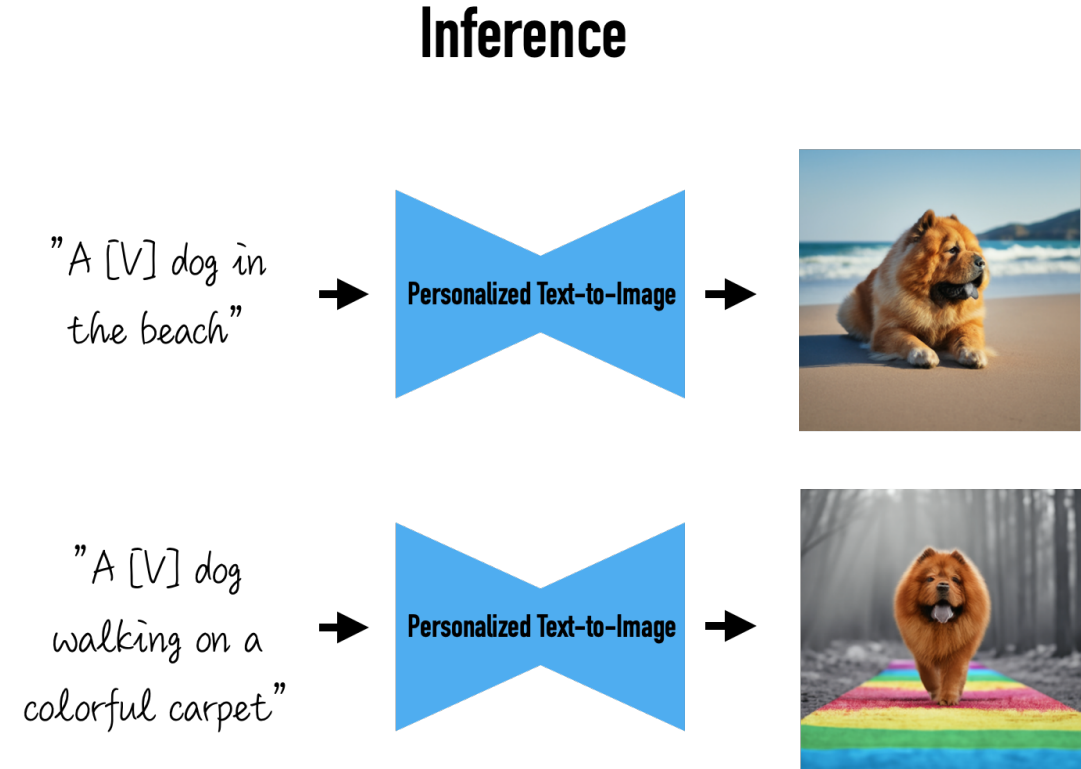 Inference
”A [V] dog in
the beach”
Personalized Text-to-Image
”A [V] dog
walking on a
colorful carpet”
Personalized Text-to-Image